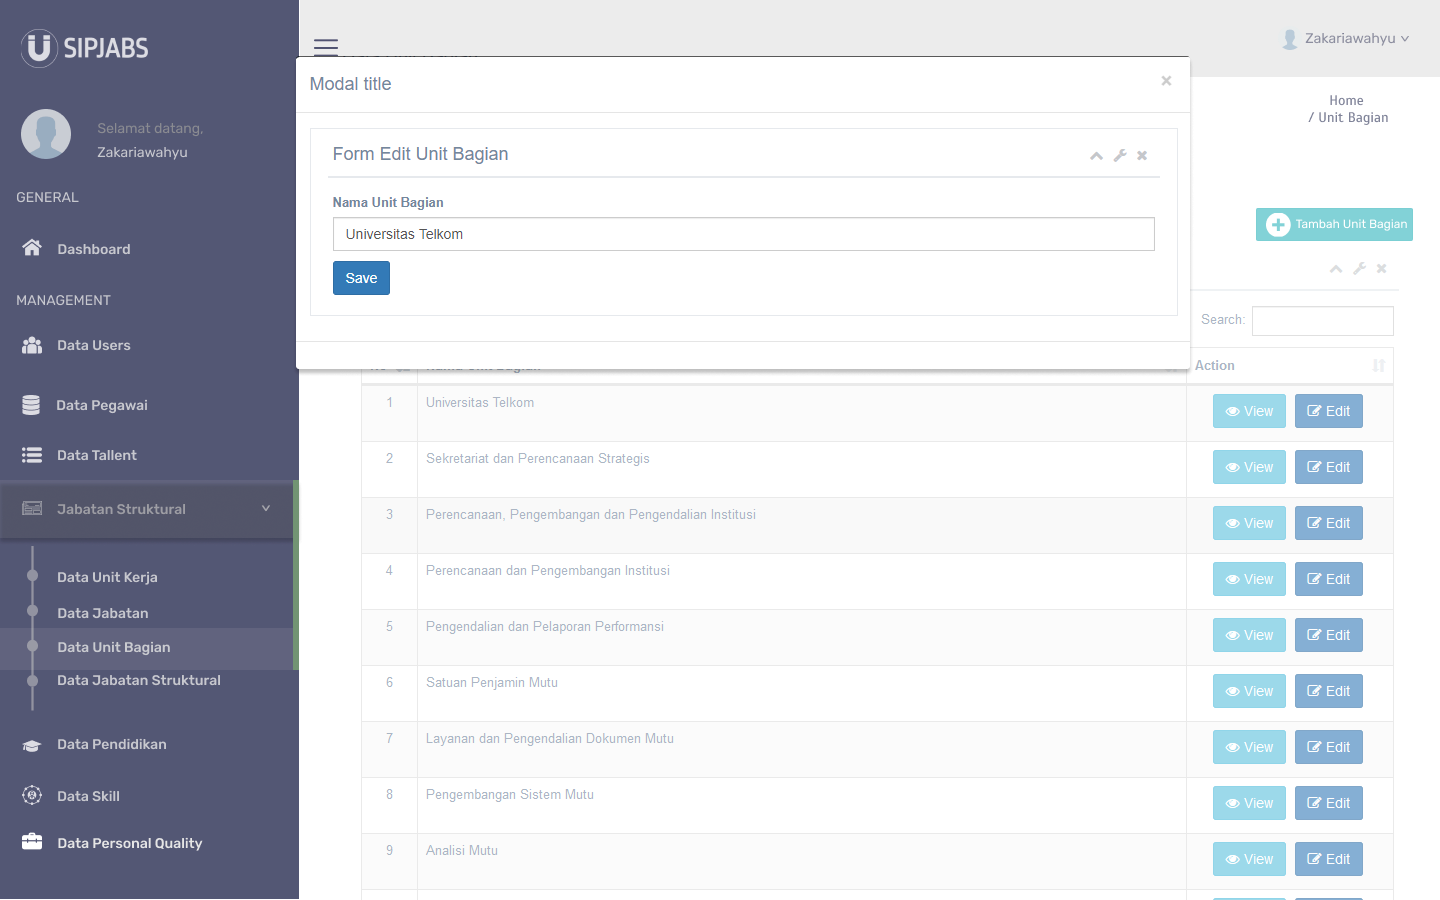 SIPJABS
Zakariawahyu
Selamat datang,
Zakariawahyu
GENERAL
Dashboard
MANAGEMENT
Data Users
Data Pegawai
Data Tallent
Jabatan Struktural
Data Unit Kerja
Data Jabatan
Data Unit Bagian
Data Jabatan Struktural
Data Pendidikan
Data Skill
Data Personal Quality
Modal title
×
Form Edit Unit Bagian
Nama Unit Bagian
Universitas Telkom
Save
Home
/ Unit Bagian
Tambah Unit Bagian
Search:
Nama Unit Bagian Action
1 Universitas Telkom View Edit
2 Sekretariat dan Perencanaan Strategis View Edit
3 Perencanaan, Pengembangan dan Pengendalian Institusi View Edit
4 Perencanaan dan Pengembangan Institusi View Edit
5 Pengendalian dan Pelaporan Performansi View Edit
6 Satuan Penjamin Mutu View Edit
7 Layanan dan Pengendalian Dokumen Mutu View Edit
8 Pengembangan Sistem Mutu View Edit
9 Analisi Mutu View Edit